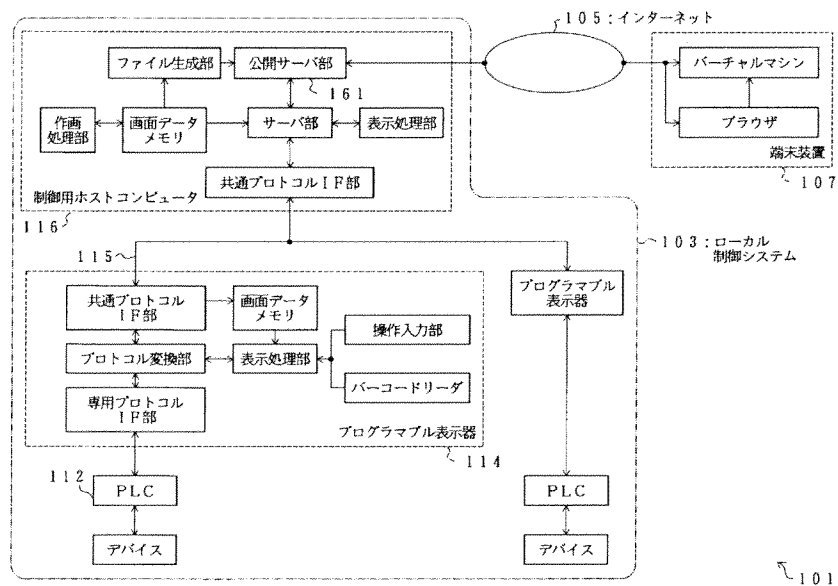 105:インターネット
ファイル生成部
公開サーバ部
161
バーチャルマシン
作画
処理部
画面データ
メモリ
サーバ部
表示処理部
ブラウザ
端末装置
107
共通プロトコルIF部
制御用ホストコンピュータ
116
103:ローカル
制御システム
115
共通プロトコル
IF部
画面データ
メモリ
プログラマブル
表示器
操作入力部
プロトコル変換部
表示処理部
バーコードリーダ
専用プロトコル
IF部
プログラマブル表示器
114
112
PLC
PLC
デバイス
デバイス
101